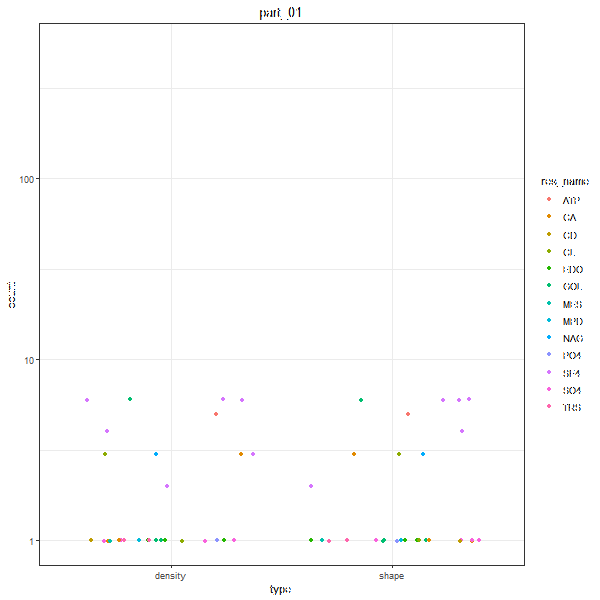 part_01
count
100
10
1
density
shape
type
res_name
ATP
CA
CD
CL
EDO
GOL
MES
MPD
NAG
PO4
SF4
SO4
TRS